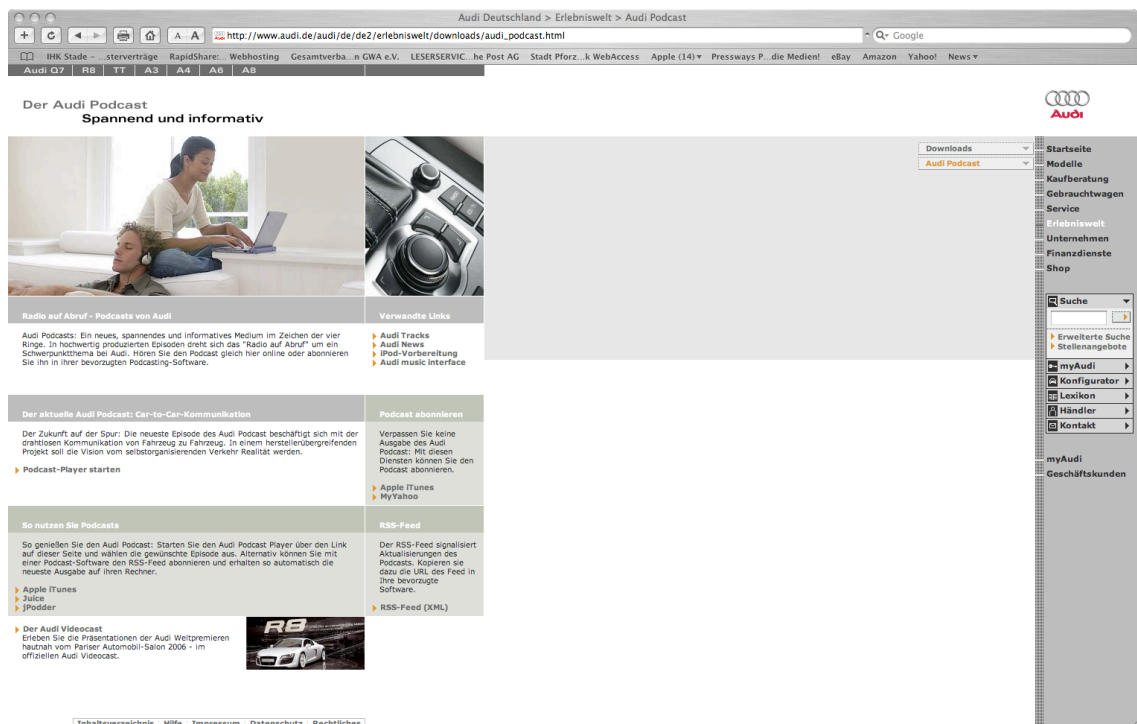 Audi Deutschland > Erlebniswelt > Audi Podcast
A A http://www.audi.de/audi/de/de2/erlebniswelt/downloads/audi_podcast.html Google
IHK Stade – ...sterverträge RapidShare:... Webhosting Gesamtverba...n GWA e.V. LESERSERVIC...he Post AG Stadt Pforz...k WebAccess Apple (14) Pressways P...die Medien! eBay Amazon Yahoo! News
Audi Q7 R8 TT A3 A4 A6 A8
Der Audi Podcast
Spannend und informativ
Audi
Downloads
Audi Podcast
Startseite
Modelle
Kaufberatung
Gebrauchtwagen
Service
Erlebniswelt
Unternehmen
Finanzdienste
Shop
Suche
Erweiterte Suche
Stellenangebote
myAudi
Konfigurator
Lexikon
Händler
Kontakt
myAudi
Geschäftskunden
Radio auf Abruf - Podcasts von Audi
Audi Podcasts: Ein neues, spannendes und informatives Medium im Zeichen der vier
Ringe. In hochwertig produzierten Episoden dreht sich das "Radio auf Abruf" um ein
Schwerpunktthema bei Audi. Hören Sie den Podcast gleich hier online oder abonnieren
Sie ihn in ihrer bevorzugten Podcasting-Software.
Verwandte Links
Audi Tracks
Audi News
iPod-Vorbereitung
Audi music interface
Der aktuelle Audi Podcast: Car-to-Car-Kommunikation
Der Zukunft auf der Spur: Die neueste Episode des Audi Podcast beschäftigt sich mit der
drahtlosen Kommunikation von Fahrzeug zu Fahrzeug. In einem herstellerübergreifenden
Projekt soll die Vision vom selbstorganisierenden Verkehr Realität werden.
Podcast-Player starten
Podcast abonnieren
Verpassen Sie keine
Ausgabe des Audi
Podcast: Mit diesen
Diensten können Sie den
Podcast abonnieren.
Apple iTunes
MyYahoo
So nutzen Sie Podcasts
So genießen Sie den Audi Podcast: Starten Sie den Audi Podcast Player über den Link
auf dieser Seite und wählen die gewünschte Episode aus. Alternativ können Sie mit
einer Podcast-Software den RSS-Feed abonnieren und erhalten so automatisch die
neueste Ausgabe auf ihren Rechner.
Apple iTunes
Juice
jPodder
RSS-Feed
Der RSS-Feed signalisiert
Aktualisierungen des
Podcasts. Kopieren sie
dazu die URL des Feed in
Ihre bevorzugte
Software.
RSS-Feed (XML)
Der Audi Videocast
Erleben Sie die Präsentationen der Audi Weltpremieren
hautnah vom Pariser Automobil-Salon 2006 - im
offiziellen Audi Videocast.
R8
Inhaltsverzeichnis Hilfe Impressum Datenschutz Rechtliches